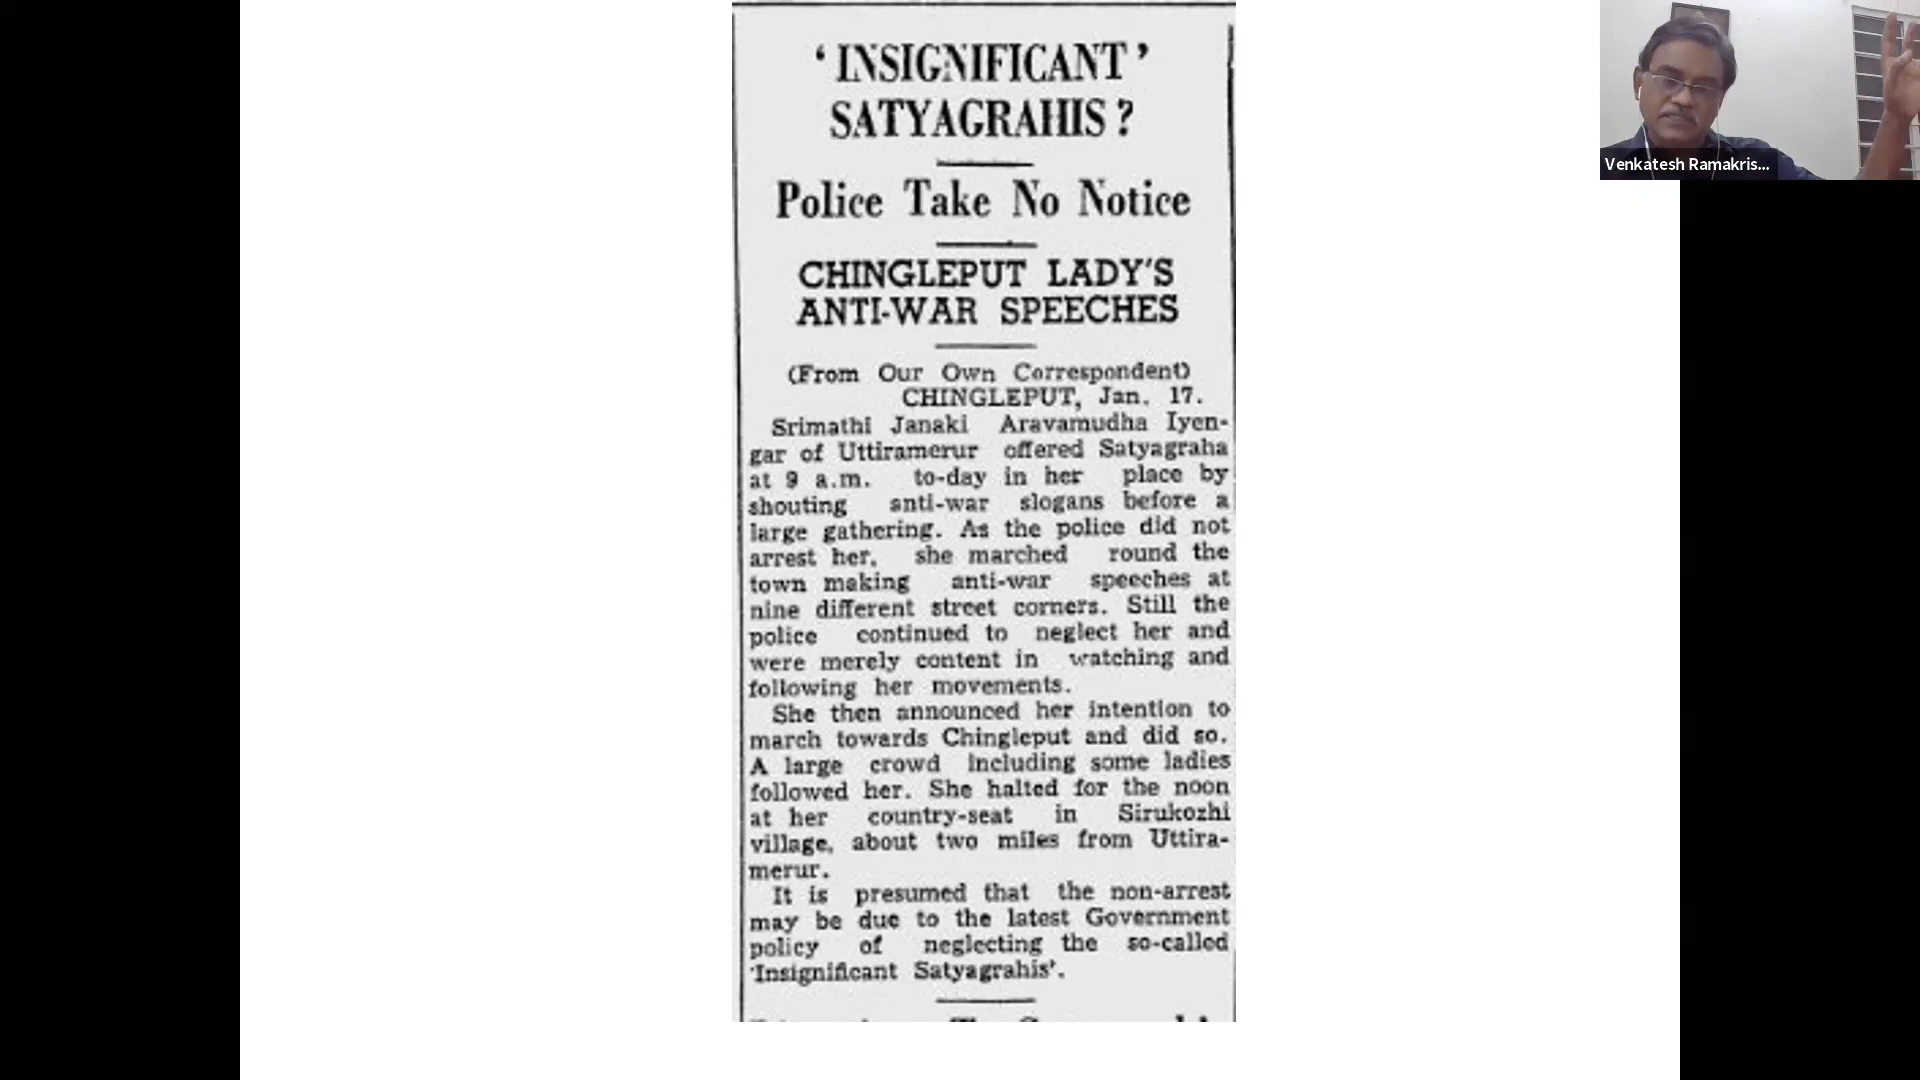 ‘INSIGNIFICANT’
SATYAGRAHIS?
Police Take No Notice
CHINGLEPUT LADY'S
ANTI-WAR SPEECHES
(From Our Own Correspondent)
CHINGLEPUT, Jan. 17.
Srimathi Janaki Aravamudha Iyen-
gar of Uttiramerur offered Satyagraha
at 9 a.m. to-day in her place by
shouting anti-war slogans before a
large gathering. As the police did not
arrest her, she marched round the
town making anti-war speeches at
nine different street corners. Still the
police continued to neglect her and
were merely content in watching and
following her movements.
She then announced her intention to
march towards Chingleput and did so.
A large crowd including some ladies
followed her. She halted for the noon
at her country-seat in Sirukozhi
village, about two miles from Uttira-
merur.
It is presumed that the non-arrest
may be due to the latest Government
policy of neglecting the so-called
‘Insignificant Satyagrahis’.
Venkatesh Ramakris...